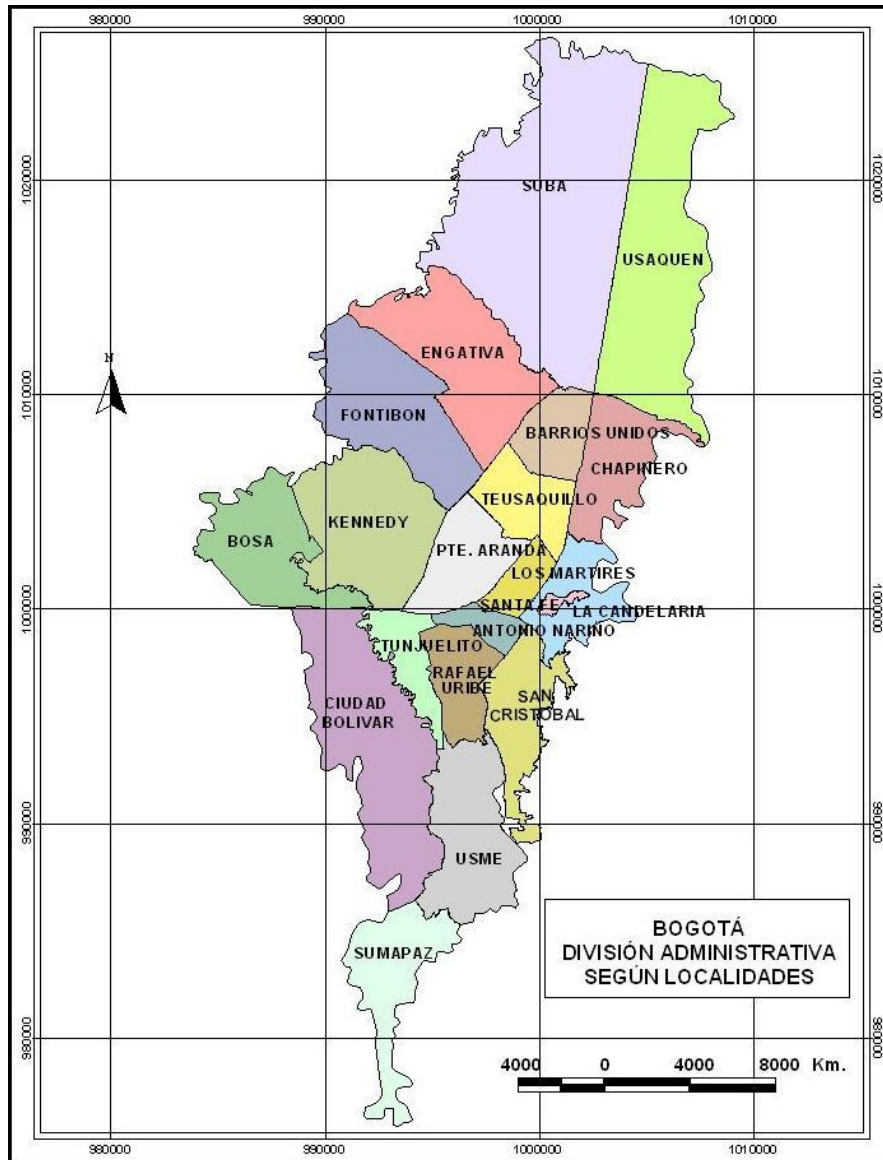 980000 990000 1000000 1010000
1020000 1020000
SUBA
USAQUEN
N
ENGATIVA
1010000 1010000
FONTIBON
BARRIOS UNIDOS
CHAPINERO
TEUSAQUILLO
KENNEDY
BOSA
PTE. ARANDA
LOS MARTIRES
1000000 1000000
SANTA FE
LA CANDELARIA
ANTONIO NARIÑO
TUNJUELITO
RAFAEL
URIBE
SAN
CRISTOBAL
CIUDAD
BOLIVAR
990000 990000
USME
BOGOTÁ
DIVISIÓN ADMINISTRATIVA
SEGÚN LOCALIDADES
SUMAPAZ
980000 980000
4000 0 4000 8000 Km.
980000 990000 1000000 1010000